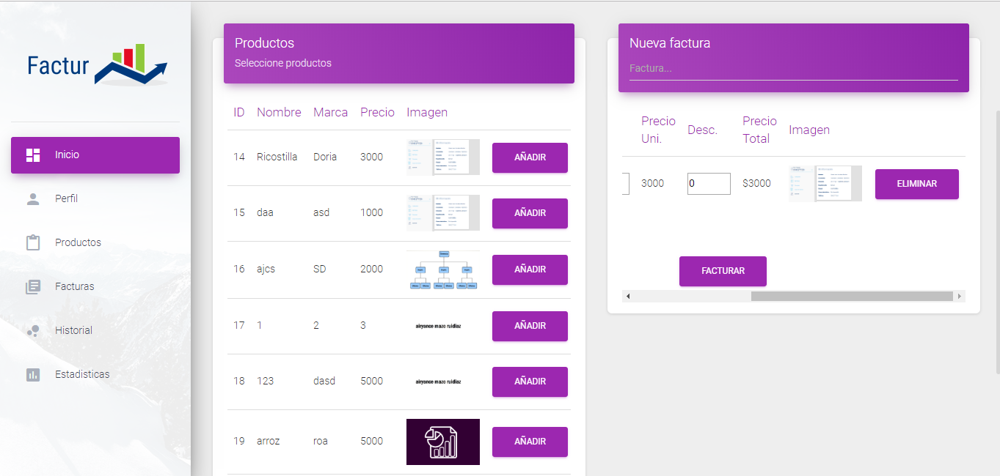 Factur
Inicio
Perfil
Productos
Facturas
Historial
Estadisticas
Productos
Seleccione productos
ID Nombre Marca Precio Imagen
14 Ricostilla Doria 3000 AÑADIR
15 daa asd 1000 AÑADIR
16 ajcs SD 2000 AÑADIR
17 1 2 3 airyance mazo ruidiaz AÑADIR
18 123 dasd 5000 airyance mazo ruidiaz AÑADIR
19 arroz roa 5000 AÑADIR
Nueva factura
Factura...
Precio Uni. Desc. Precio Total Imagen
3000 0 $3000 ELIMINAR
FACTURAR